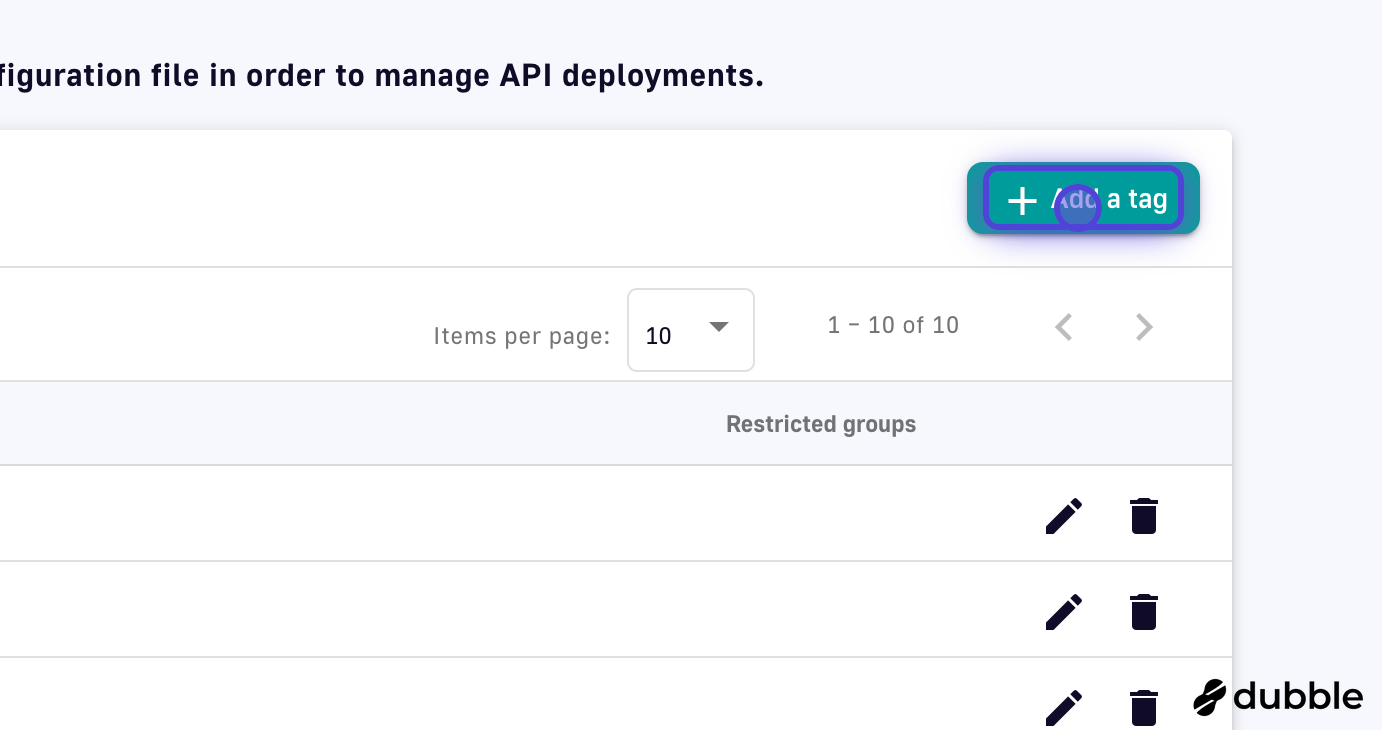 figuration file in order to manage API deployments.
Add a tag
Items per page: 10 1 – 10 of 10
Restricted groups
dubble